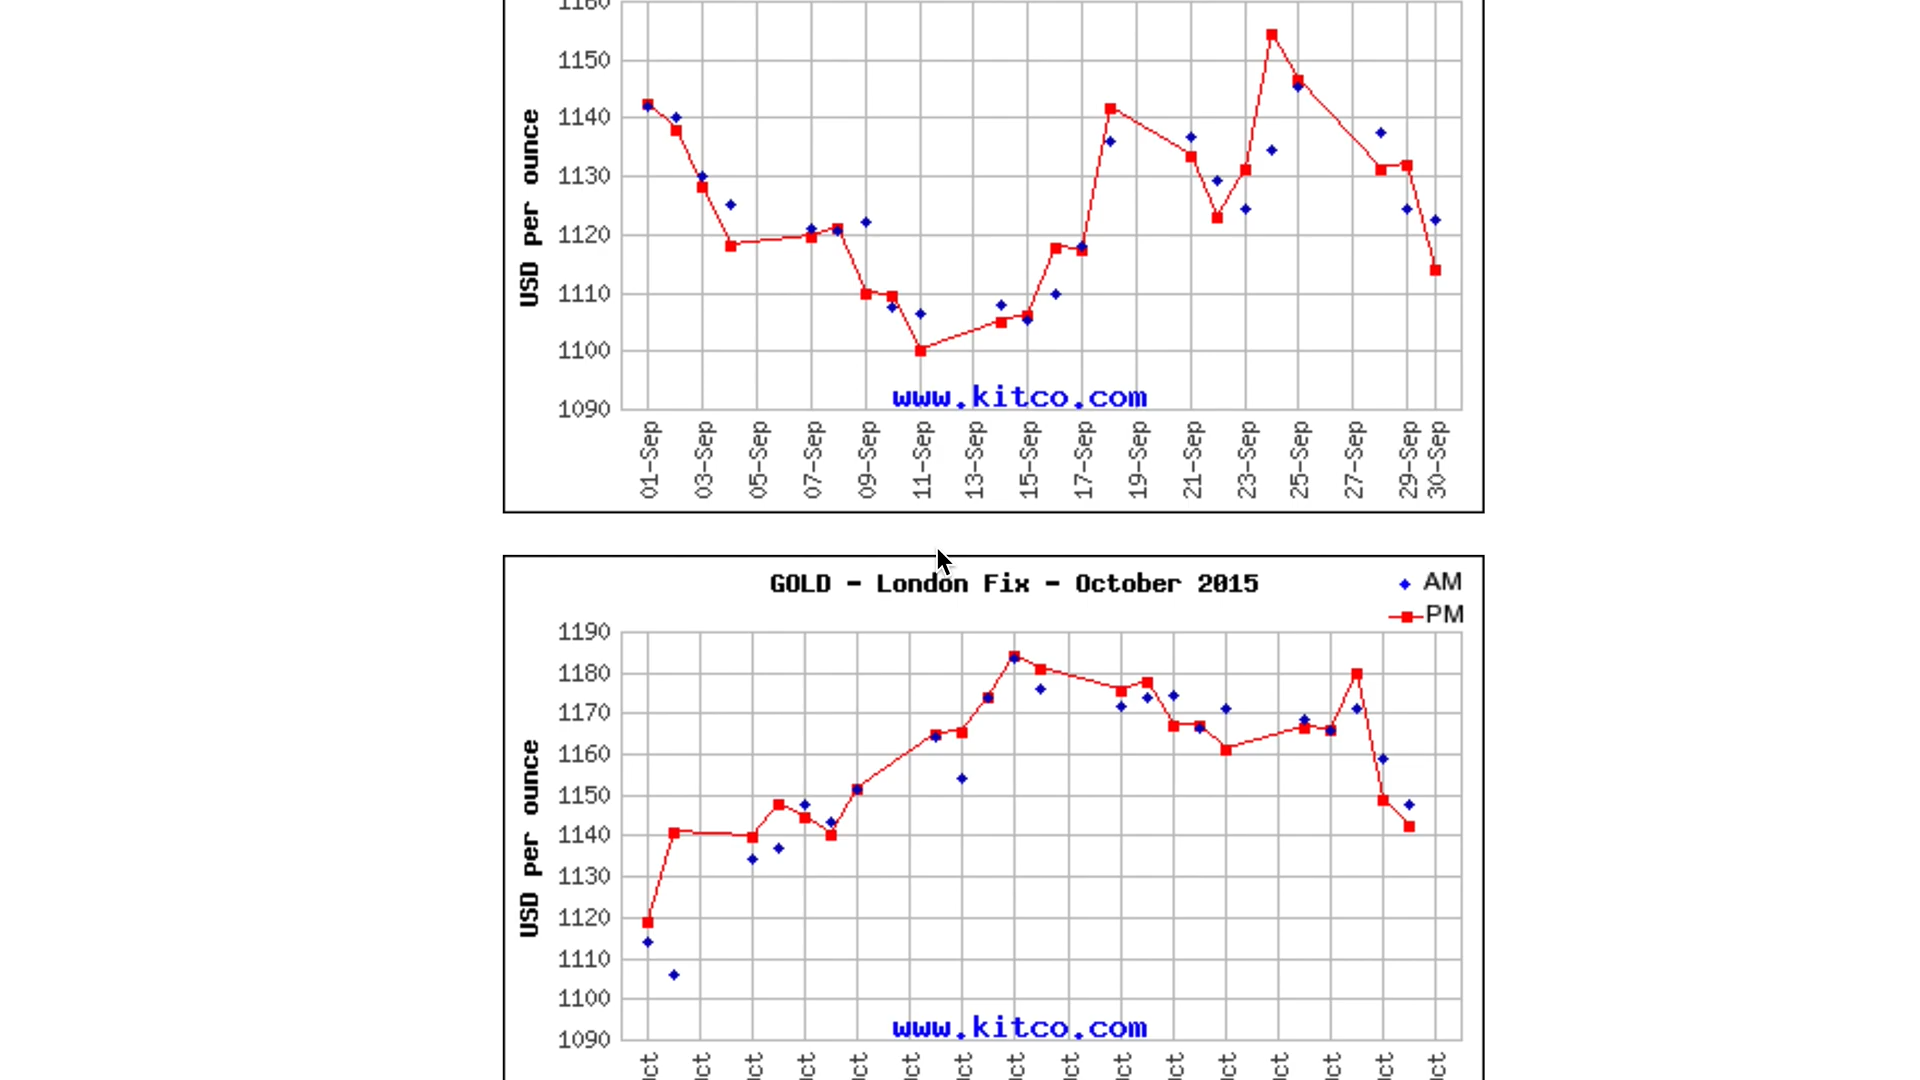 1160
1150
1140
1130
1120
1110
1100
1090
USD per ounce
www.kitco.com
01-Sep
03-Sep
05-Sep
07-Sep
09-Sep
11-Sep
13-Sep
15-Sep
17-Sep
19-Sep
21-Sep
23-Sep
25-Sep
27-Sep
29-Sep
30-Sep
GOLD - London Fix - October 2015
AM
PM
1190
1180
1170
1160
1150
1140
1130
1120
1110
1100
1090
USD per ounce
www.kitco.com